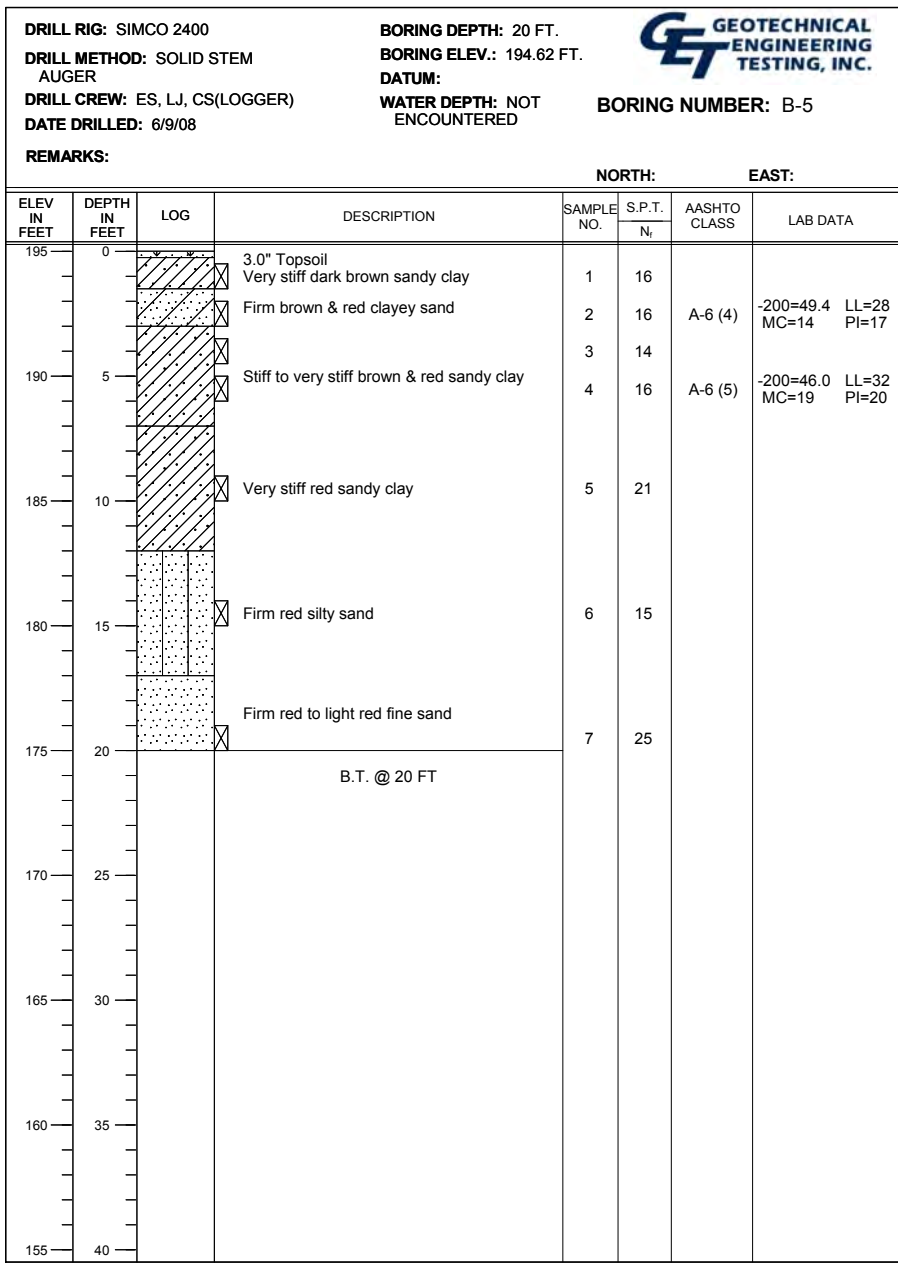 DRILL RIG: SIMCO 2400
DRILL METHOD: SOLID STEM
AUGER
DRILL CREW: ES, LJ, CS(LOGGER)
DATE DRILLED: 6/9/08
REMARKS:
BORING DEPTH: 20 FT.
BORING ELEV.: 194.62 FT.
DATUM:
WATER DEPTH: NOT
ENCOUNTERED
GET GEOTECHNICAL
ENGINEERING
TESTING, INC.
BORING NUMBER: B-5
NORTH: EAST:
ELEV IN FEET
DEPTH IN FEET
LOG
DESCRIPTION
SAMPLE NO.
S.P.T.
Nr
AASHTO CLASS
LAB DATA
195 0
3.0" Topsoil
Very stiff dark brown sandy clay 1 16
Firm brown & red clayey sand 2 16 A-6 (4) -200=49.4 LL=28
MC=14 PI=17
3 14
190 5 Stiff to very stiff brown & red sandy clay 4 16 A-6 (5) -200=46.0 LL=32
MC=19 PI=20
185 10 Very stiff red sandy clay 5 21
180 15 Firm red silty sand 6 15
Firm red to light red fine sand
175 20 7 25
B.T. @ 20 FT
170 25
165 30
160 35
155 40